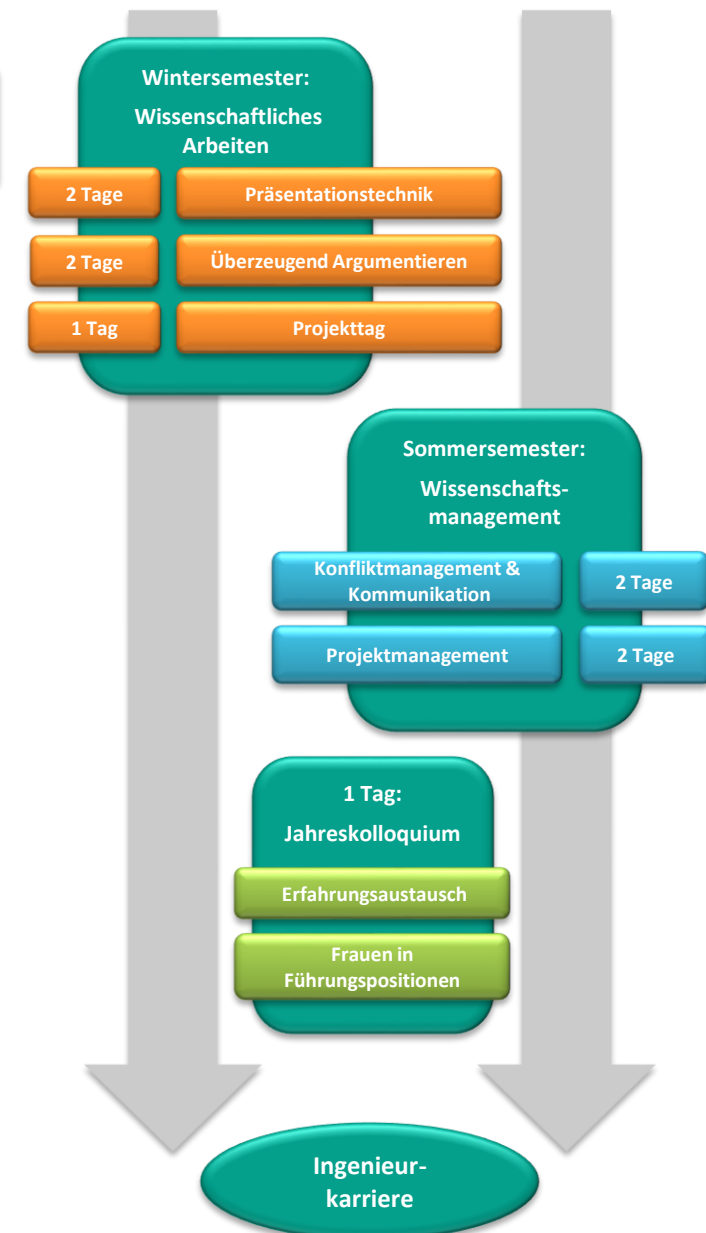 Wintersemester:
Wissenschaftliches
Arbeiten
2 Tage
Präsentationstechnik
2 Tage
Überzeugend Argumentieren
1 Tag
Projekttag
Sommersemester:
Wissenschafts-
management
Konfliktmanagement &
Kommunikation
2 Tage
Projektmanagement
2 Tage
1 Tag:
Jahreskolloquium
Erfahrungsaustausch
Frauen in
Führungspositionen
Ingenieur-
karriere